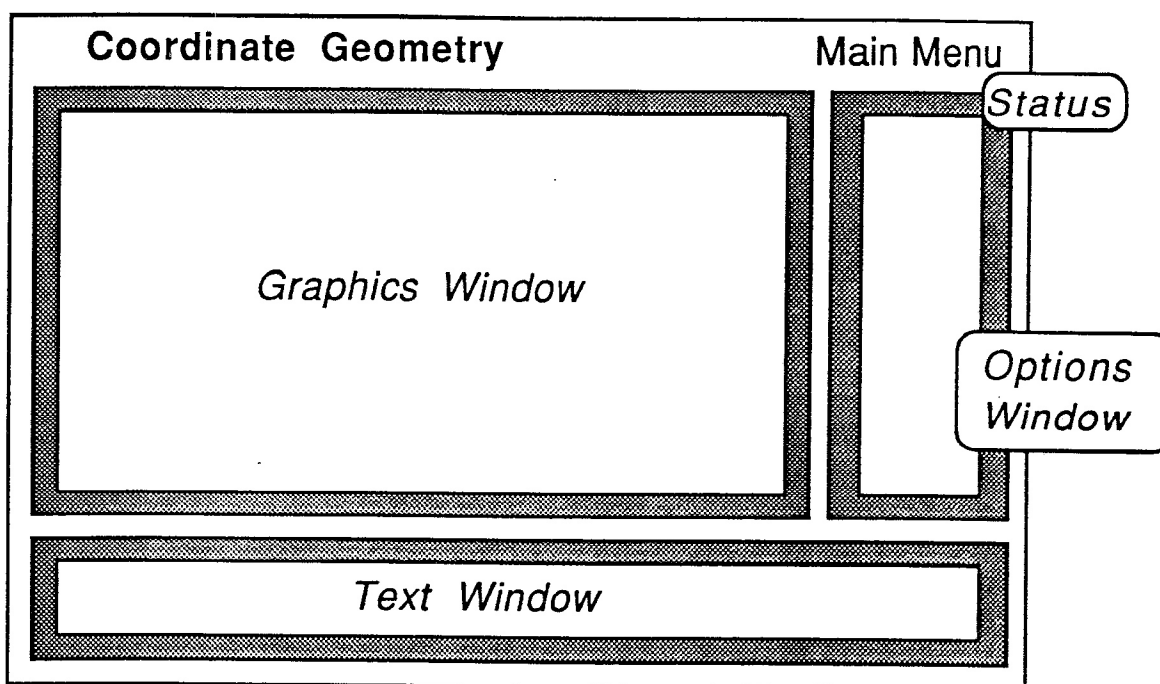 Coordinate Geometry
Main Menu
Status
Graphics Window
Options
Window
Text Window